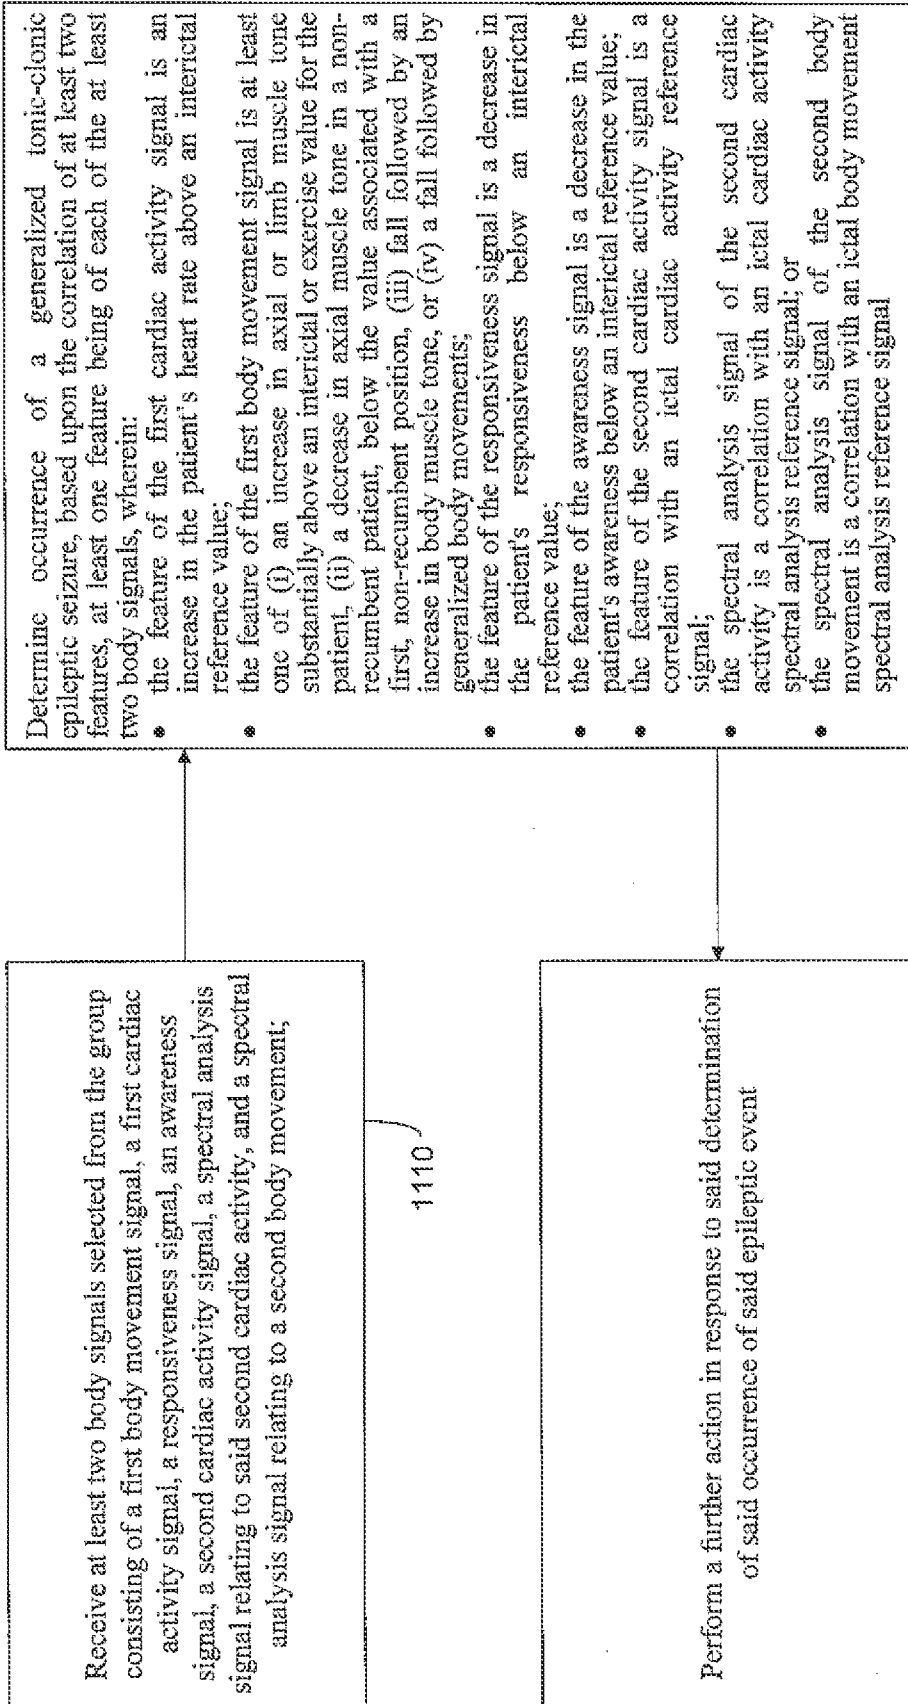 Receive at least two body signals selected from the group
consisting of a first body movement signal, a first cardiac
activity signal, a responsiveness signal, an awareness
signal, a second cardiac activity signal, a spectral analysis
signal relating to said second cardiac activity, and a spectral
analysis signal relating to a second body movement;
1110
Determine occurrence of a generalized tonic-clonic
epileptic seizure, based upon the correlation of at least two
features, at least one feature being of each of the at least
two body signals, wherein:
• the feature of the first cardiac activity signal is an
increase in the patient's heart rate above an interictal
reference value;
• the feature of the first body movement signal is at least
one of (i) an increase in axial or limb muscle tone
substantially above an interictal or exercise value for the
patient, (ii) a decrease in axial muscle tone in a non-
recumbent patient, below the value associated with a
first, non-recumbent position, (iii) fall followed by an
increase in body muscle tone, or (iv) a fall followed by
generalized body movements;
• the feature of the responsiveness signal is a decrease in
the patient's responsiveness below an interictal
reference value;
• the feature of the awareness signal is a decrease in the
patient's awareness below an interictal reference value;
• the feature of the second cardiac activity signal is a
correlation with an ictal cardiac activity reference
signal;
• the spectral analysis signal of the second cardiac
activity is a correlation with an ictal cardiac activity
spectral analysis reference signal; or
• the spectral analysis signal of the second body
movement is a correlation with an ictal body movement
spectral analysis reference signal
Perform a further action in response to said determination
of said occurrence of said epileptic event